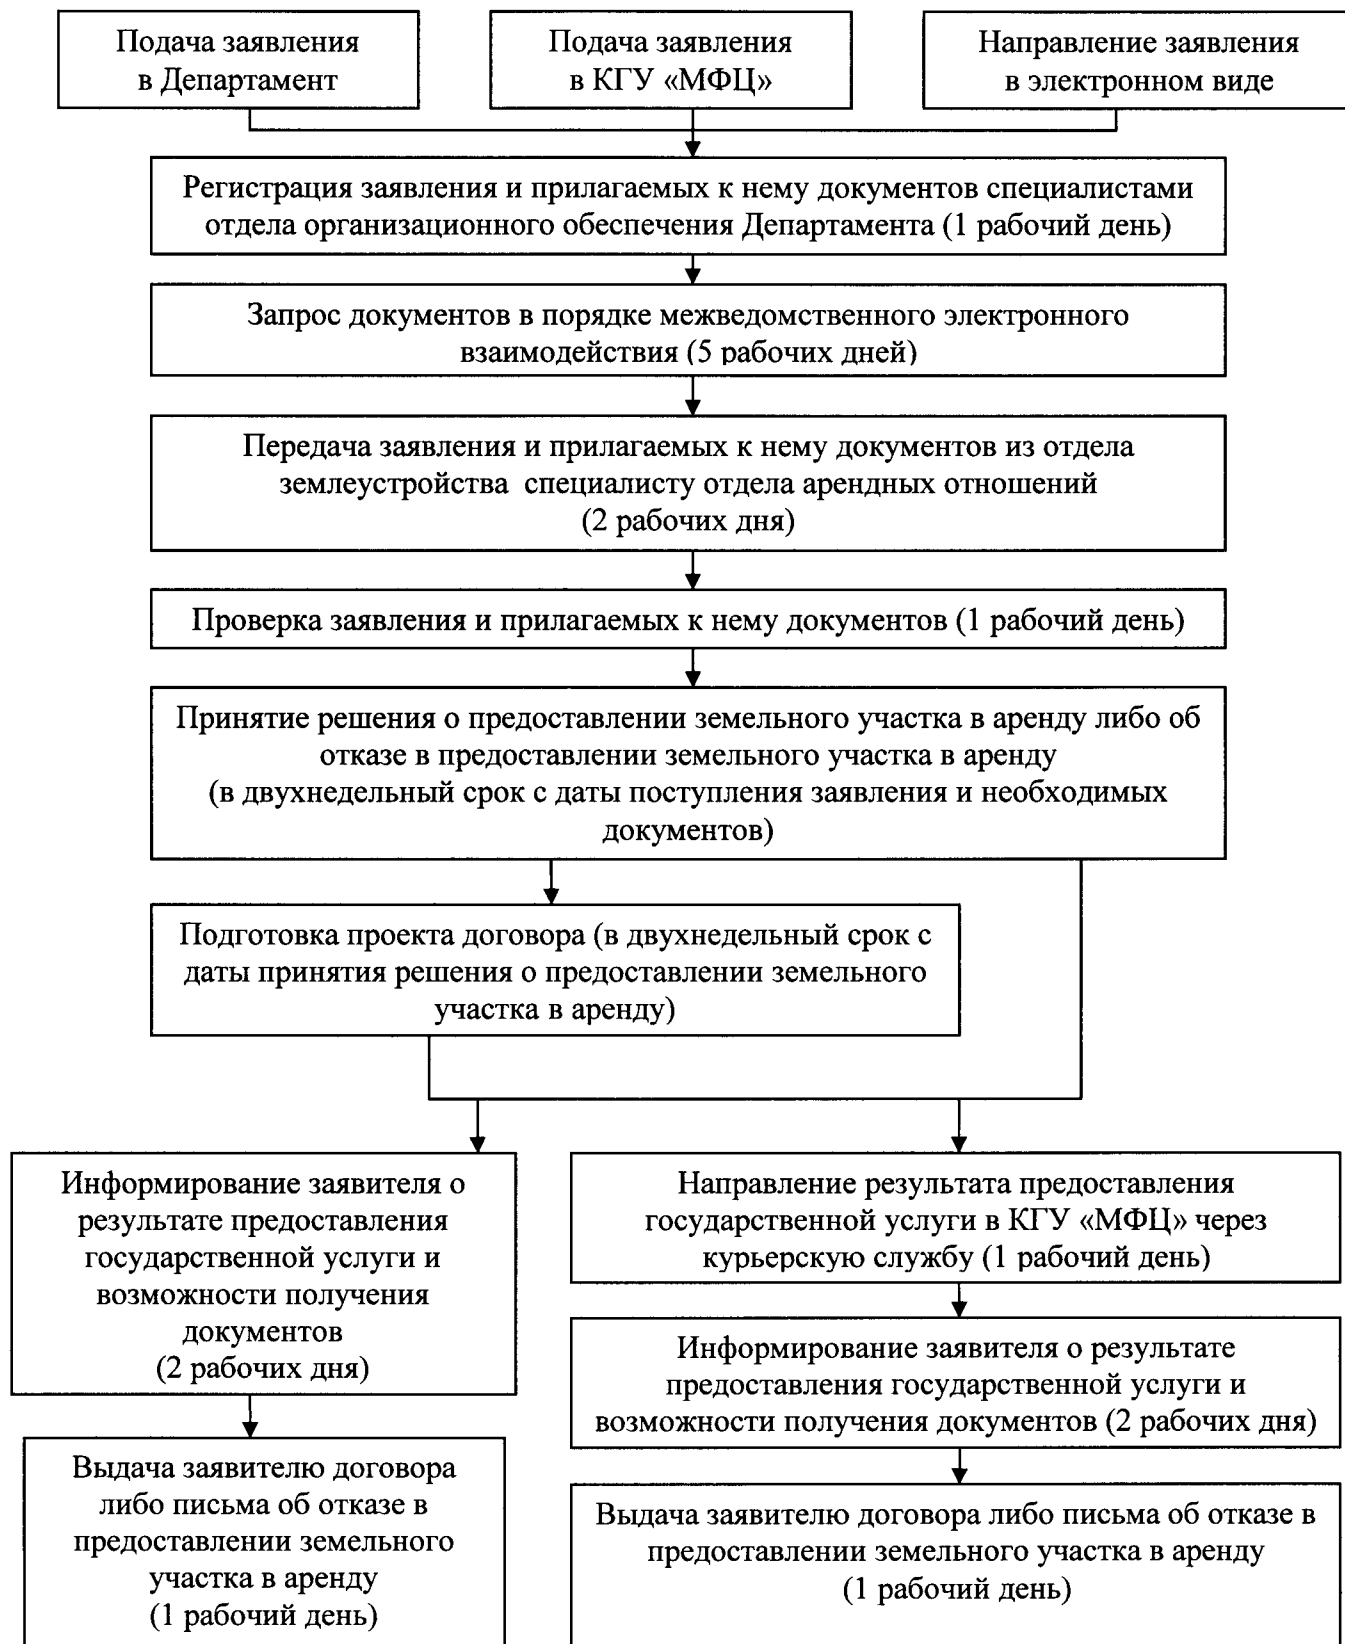 Подача заявления
в Департамент
Подача заявления
в КГУ «МФЦ»
Направление заявления
в электронном виде
Регистрация заявления и прилагаемых к нему документов специалистами
отдела организационного обеспечения Департамента (1 рабочий день)
Запрос документов в порядке межведомственного электронного
взаимодействия (5 рабочих дней)
Передача заявления и прилагаемых к нему документов из отдела
землеустройства специалисту отдела арендных отношений
(2 рабочих дня)
Проверка заявления и прилагаемых к нему документов (1 рабочий день)
Принятие решения о предоставлении земельного участка в аренду либо об
отказе в предоставлении земельного участка в аренду
(в двухнедельный срок с даты поступления заявления и необходимых
документов)
Подготовка проекта договора (в двухнедельный срок с
даты принятия решения о предоставлении земельного
участка в аренду)
Информирование заявителя о
результате предоставления
государственной услуги и
возможности получения
документов
(2 рабочих дня)
Направление результата предоставления
государственной услуги в КГУ «МФЦ» через
курьерскую службу (1 рабочий день)
Информирование заявителя о результате
предоставления государственной услуги и
возможности получения документов (2 рабочих дня)
Выдача заявителю договора
либо письма об отказе в
предоставлении земельного
участка в аренду
(1 рабочий день)
Выдача заявителю договора либо письма об отказе в
предоставлении земельного участка в аренду
(1 рабочий день)